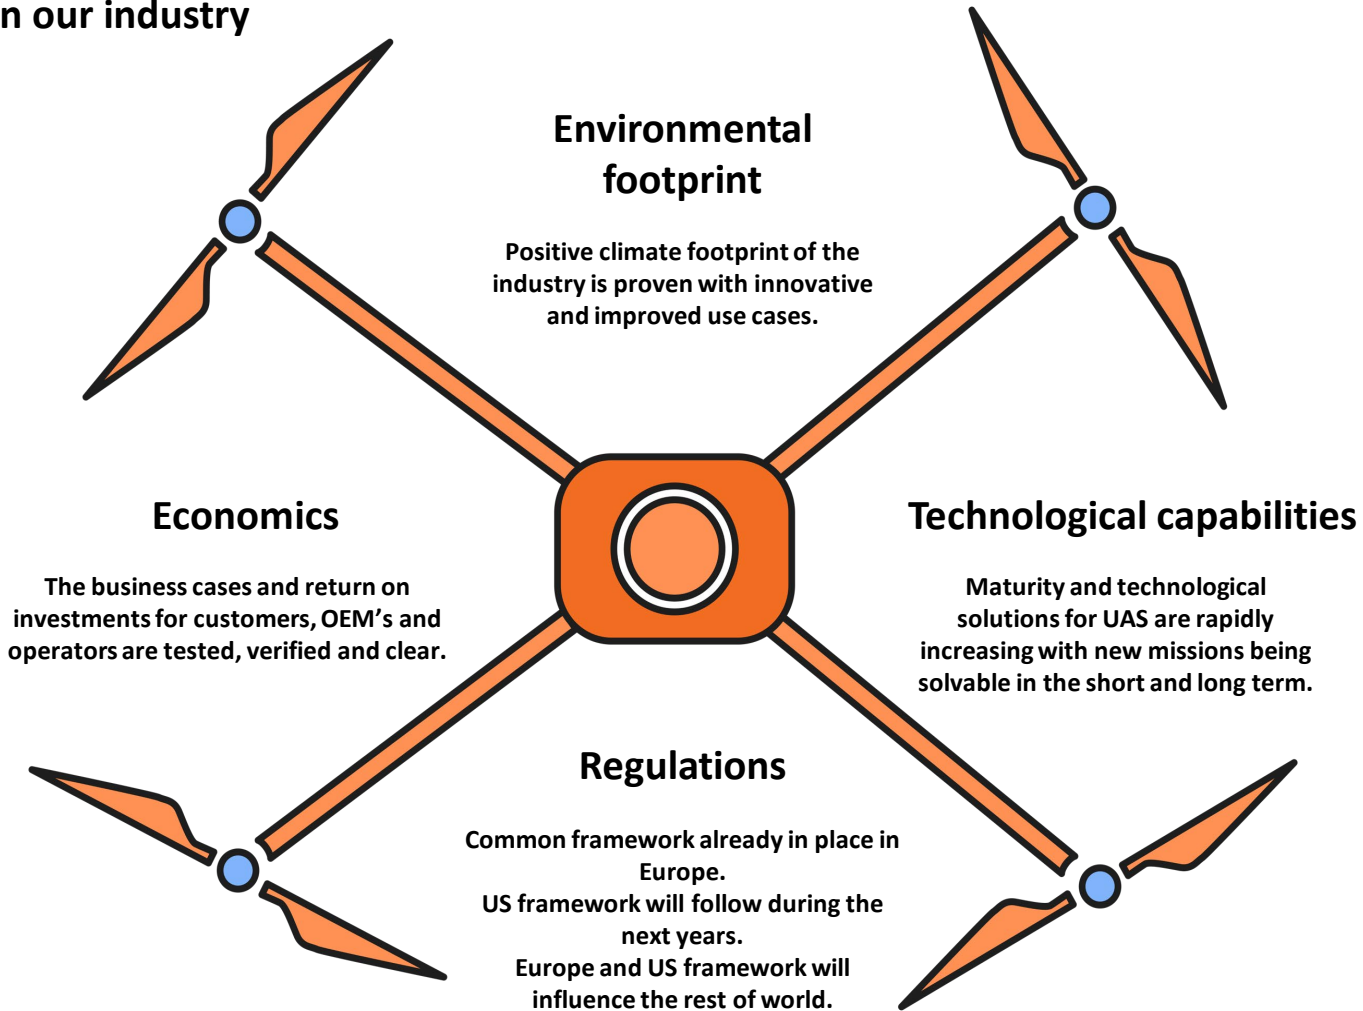 n our industry
Environmental
footprint
Positive climate footprint of the
industry is proven with innovative
and improved use cases.
Economics
The business cases and return on
investments for customers, OEM's and
operators are tested, verified and clear.
Technological capabilities
Maturity and technological
solutions for UAS are rapidly
increasing with new missions being
solvable in the short and long term.
Regulations
Common framework already in place in
Europe.
US framework will follow during the
next years.
Europe and US framework will
influence the rest of world.